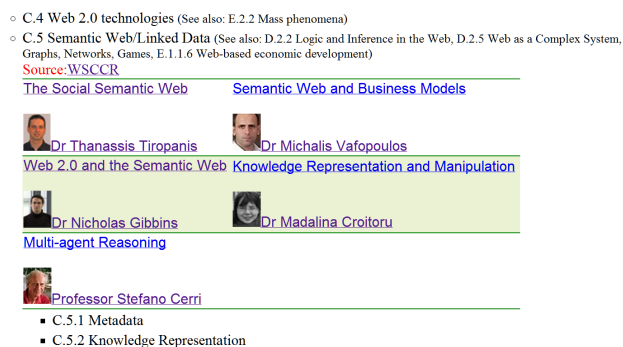 C.4 Web 2.0 technologies (See also: E.2.2 Mass phenomena)
C.5 Semantic Web/Linked Data (See also: D.2.2 Logic and Inference in the Web, D.2.5 Web as a Complex System,
Graphs, Networks, Games, E.1.1.6 Web-based economic development)
Source:WSCCR
The Social Semantic Web
Semantic Web and Business Models
Dr Thanassis Tiropanis
Dr Michalis Vafopoulos
Web 2.0 and the Semantic Web
Knowledge Representation and Manipulation
Dr Nicholas Gibbins
Dr Madalina Croitoru
Multi-agent Reasoning
Professor Stefano Cerri
C.5.1 Metadata
C.5.2 Knowledge Representation